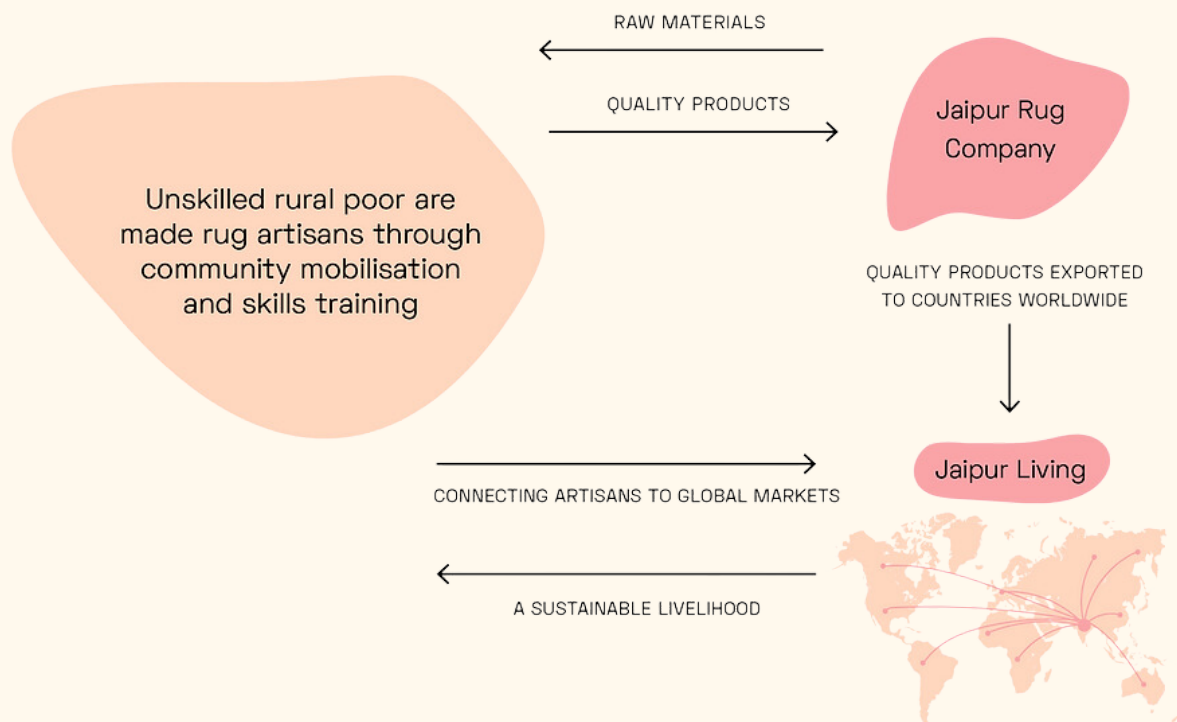 RAW MATERIALS
QUALITY PRODUCTS
Jaipur Rug
Company
Unskilled rural poor are
made rug artisans through
community mobilisation
and skills training
QUALITY PRODUCTS EXPORTED
TO COUNTRIES WORLDWIDE
Jaipur Living
CONNECTING ARTISANS TO GLOBAL MARKETS
A SUSTAINABLE LIVELIHOOD